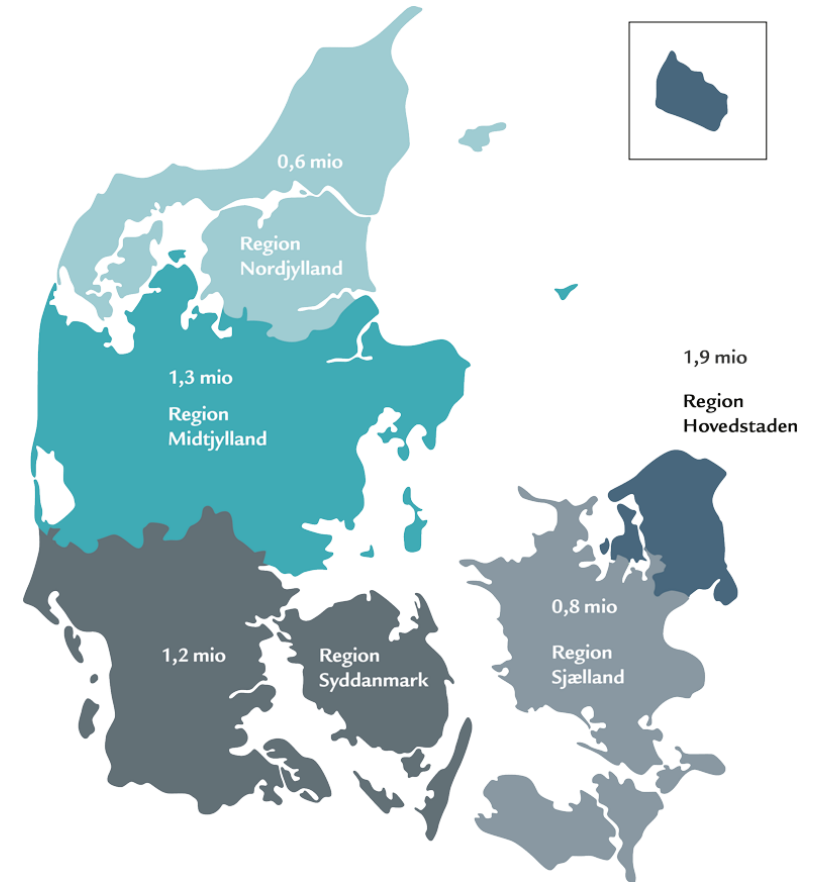 0,6 mio
Region
Nordjylland
1,3 mio
Region
Midtjylland
1,9 mio
Region
Hovedstaden
0,8 mio
Region
Sjælland
1,2 mio
Region
Syddanmark